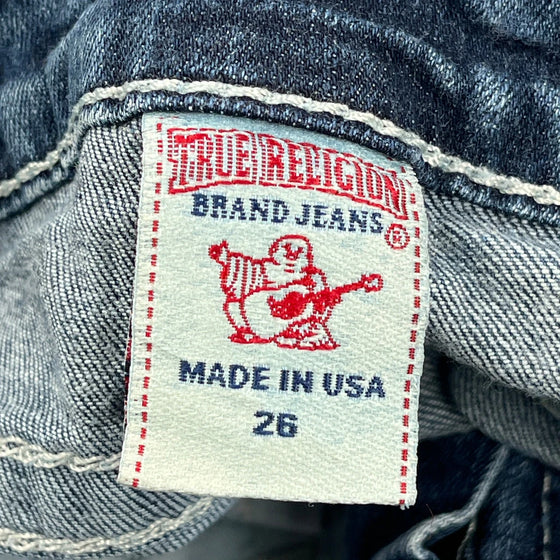 TRUE RELIGION
BRAND JEANS ®
MADE IN USA
26